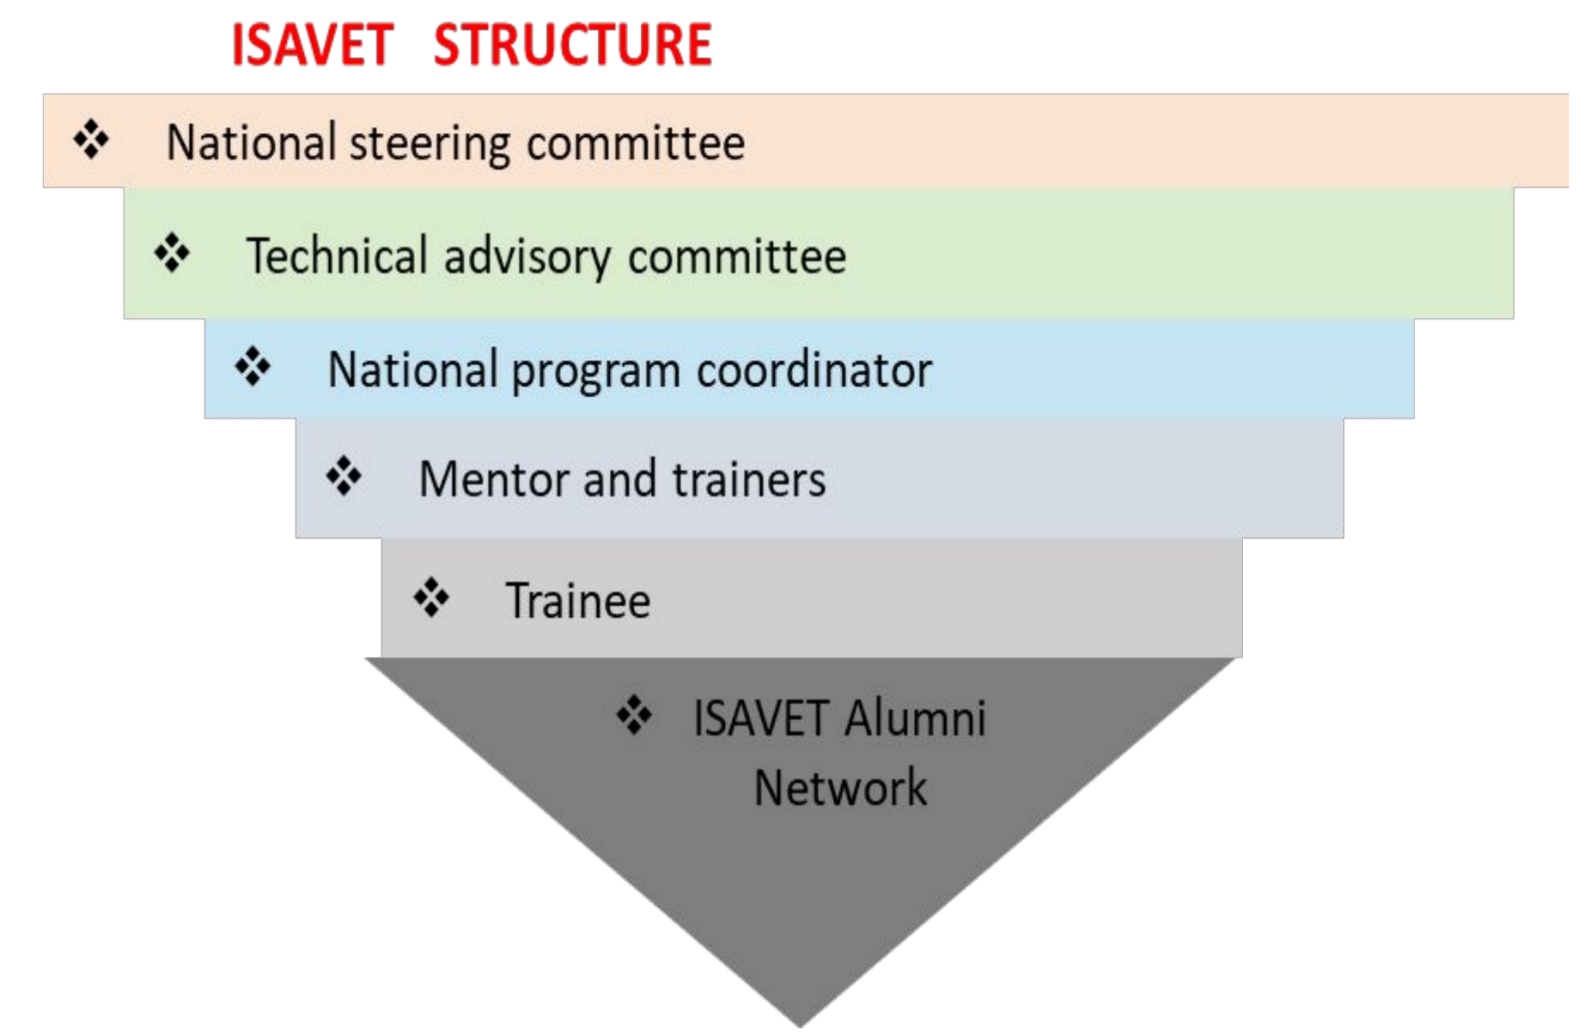 ISAVET STRUCTURE
❖ National steering committee
❖ Technical advisory committee
❖ National program coordinator
❖ Mentor and trainers
❖ Trainee
❖ ISAVET Alumni
Network